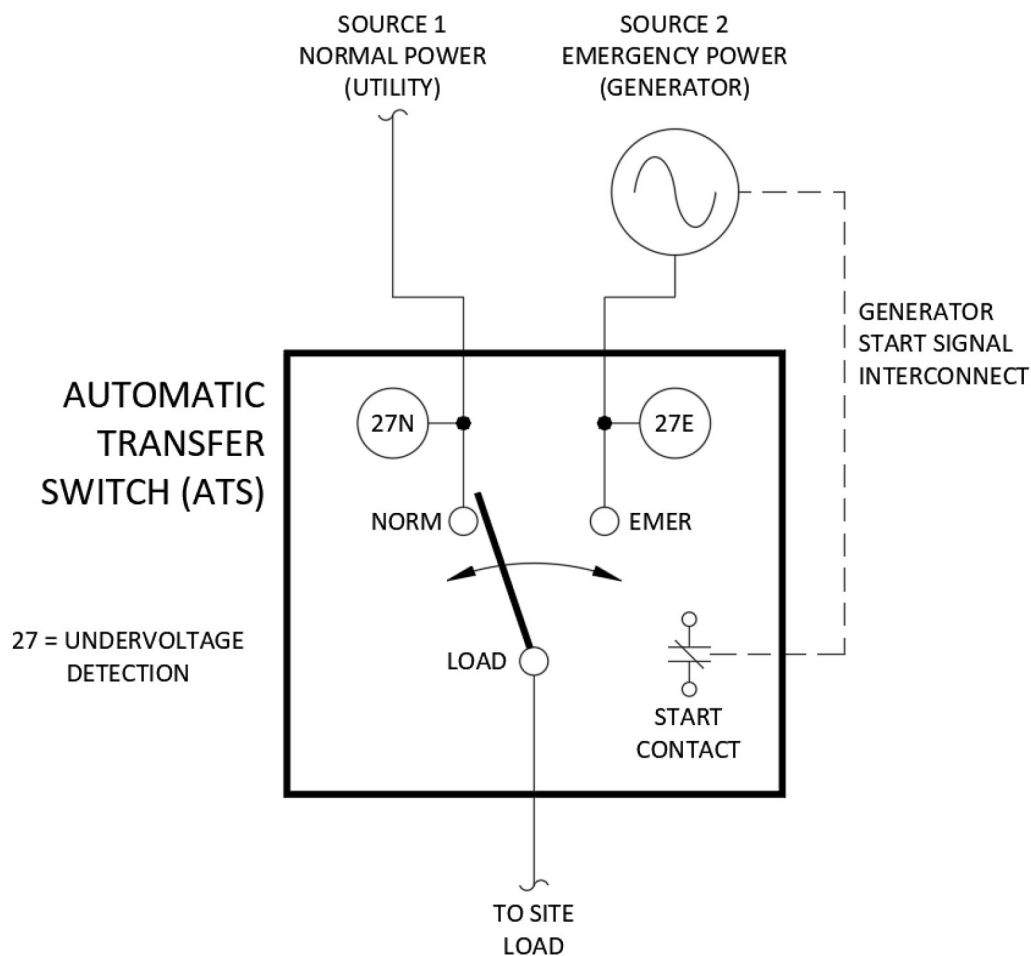 SOURCE 1
NORMAL POWER
(UTILITY)
SOURCE 2
EMERGENCY POWER
(GENERATOR)
GENERATOR
START SIGNAL
INTERCONNECT
AUTOMATIC
TRANSFER
SWITCH (ATS)
27N
27E
NORM
EMER
27 = UNDERVOLTAGE
DETECTION
LOAD
START
CONTACT
TO SITE
LOAD